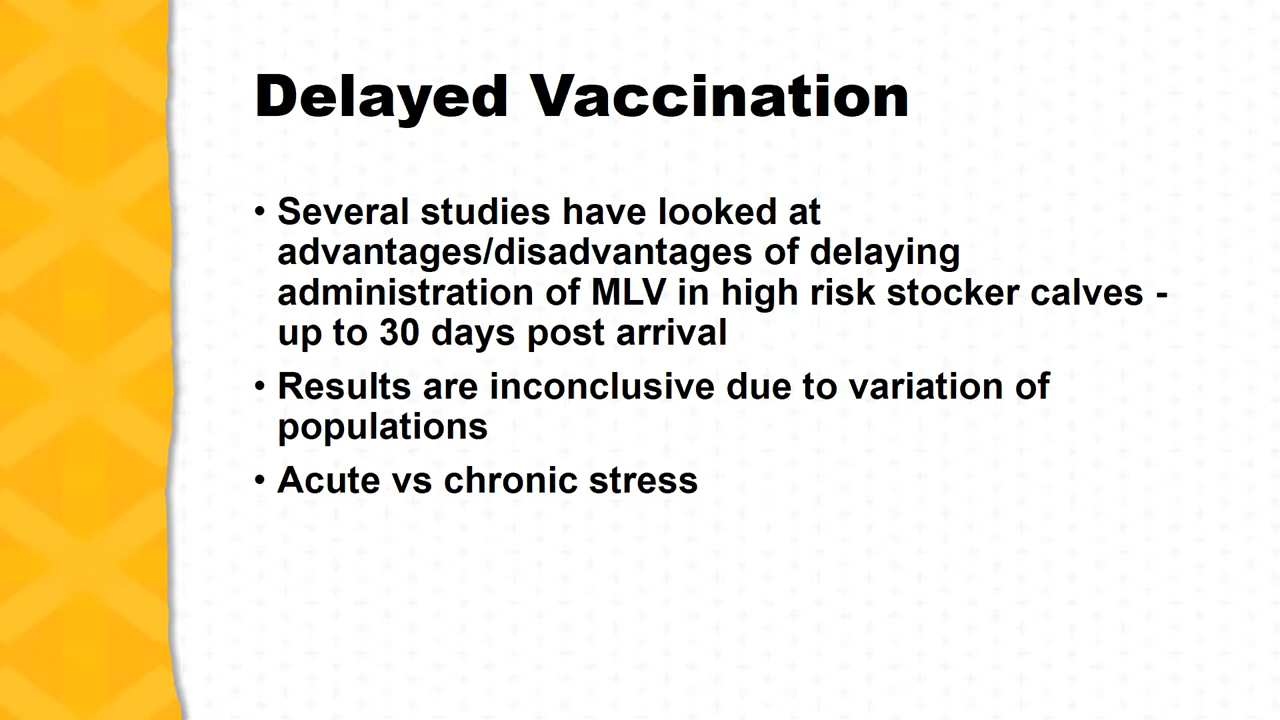 Delayed Vaccination
• Several studies have looked at
advantages/disadvantages of delaying
administration of MLV in high risk stocker calves -
up to 30 days post arrival
• Results are inconclusive due to variation of
populations
• Acute vs chronic stress